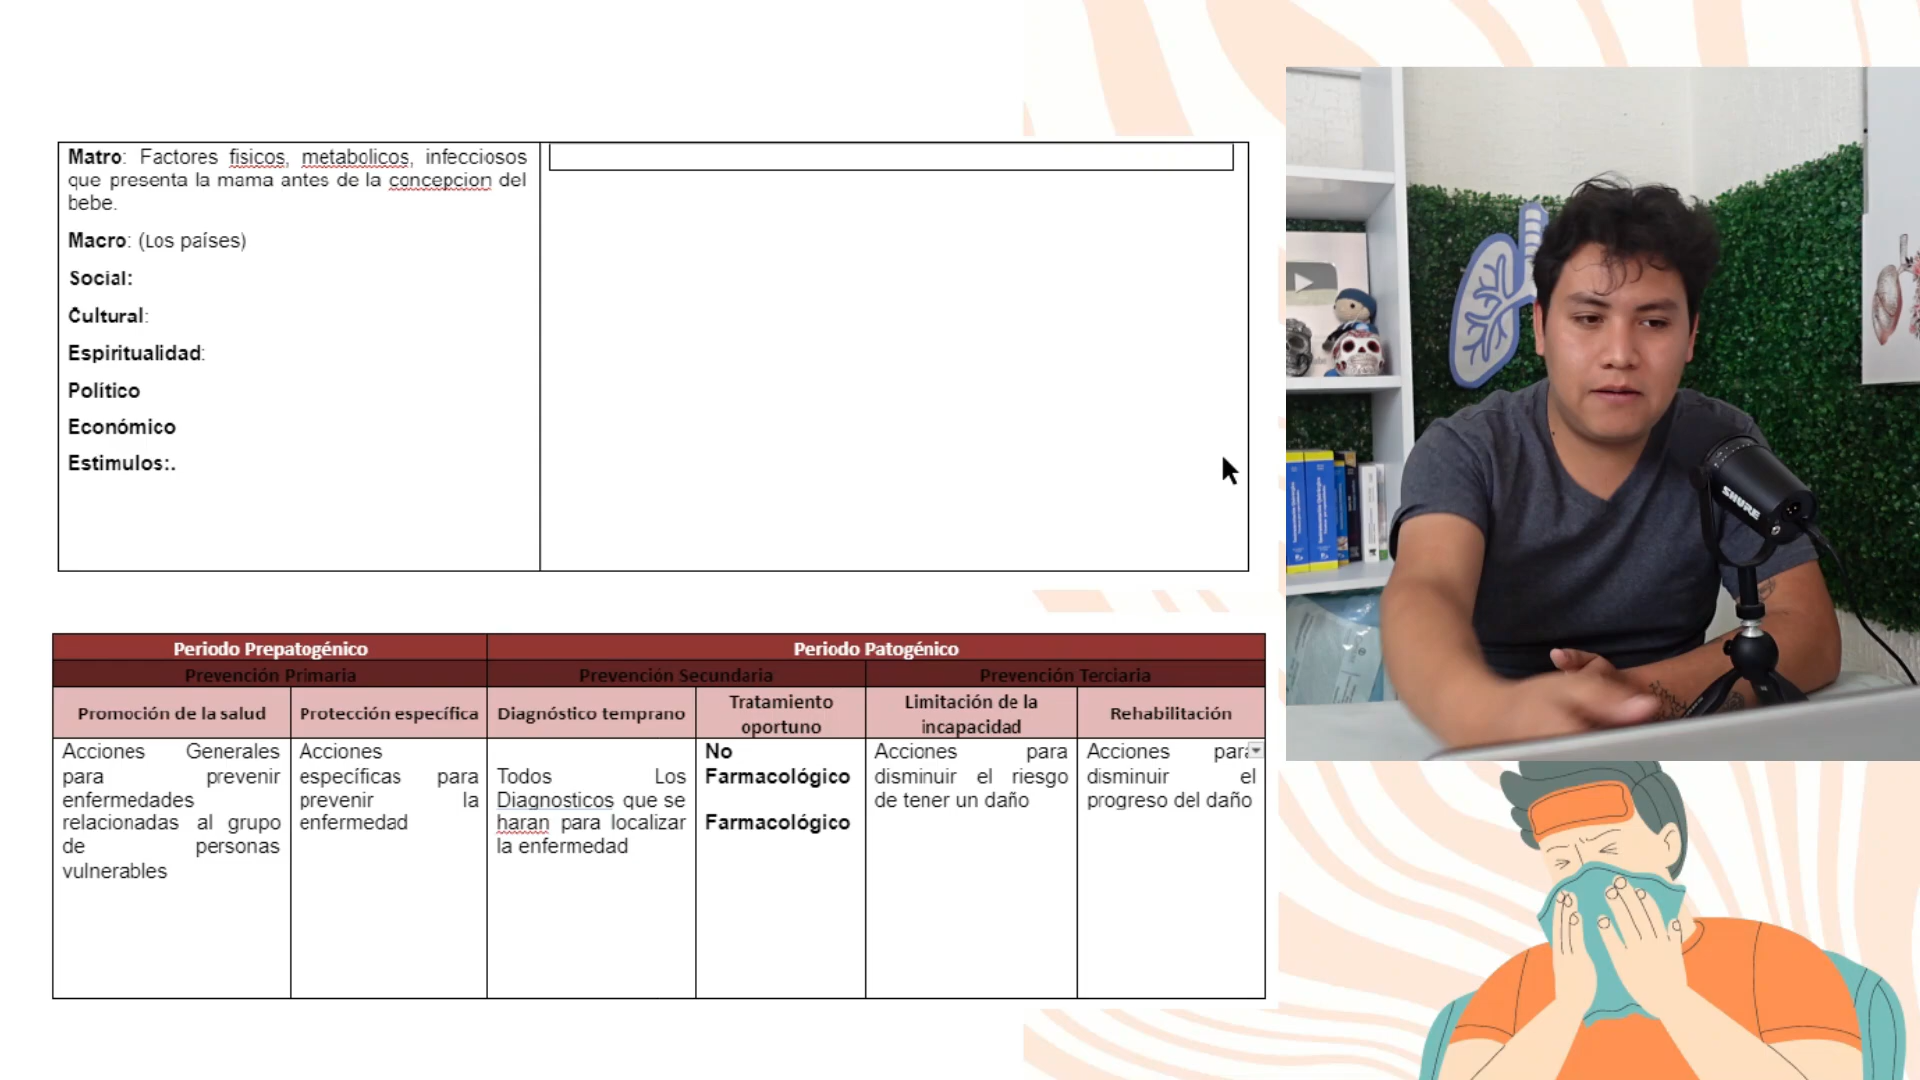 Matro: Factores fisicos, metabolicos, infecciosos
que presenta la mama antes de la concepcion del
bebe.
Macro: (Los países)
Social:
Cultural:
Espiritualidad:
Político
Económico
Estimulos:.
Periodo Prepatogénico
Periodo Patogénico
Prevención Primaria
Prevención Secundaria
Prevención Terciaria
Promoción de la salud
Protección específica
Diagnóstico temprano
Tratamiento
oportuno
Limitación de la
incapacidad
Rehabilitación
Acciones Generales
para prevenir
enfermedades
relacionadas al grupo
de personas
vulnerables
Acciones
específicas para
prevenir la
enfermedad
Todos Los
Diagnosticos que se
haran para localizar
la enfermedad
No
Farmacológico
Farmacológico
Acciones para
disminuir el riesgo
de tener un daño
Acciones para
disminuir el
progreso del daño
SHURE